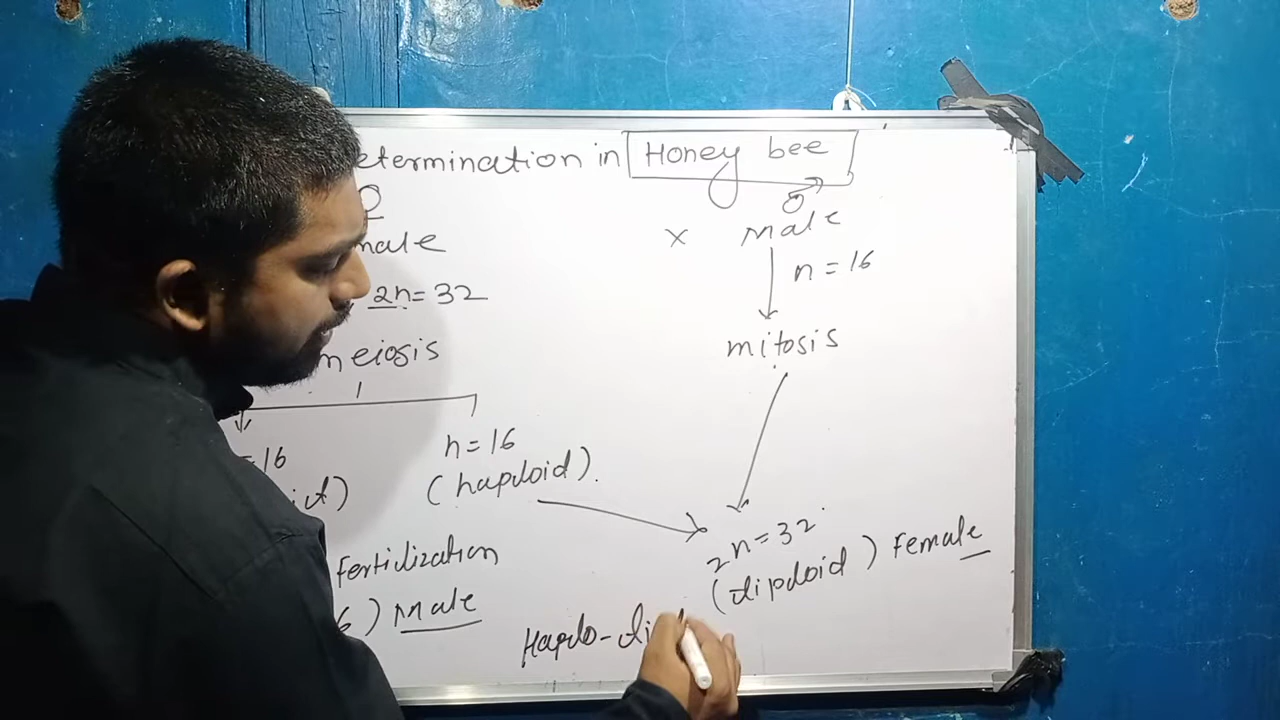 etermination in Honey bee
♀ ♂
male × male
n = 16
2n = 32
meiosis mitosis
=16 n = 16
(haploid).
2n = 32
Fertilization (diploid) Female
6) Male
Haplo-di